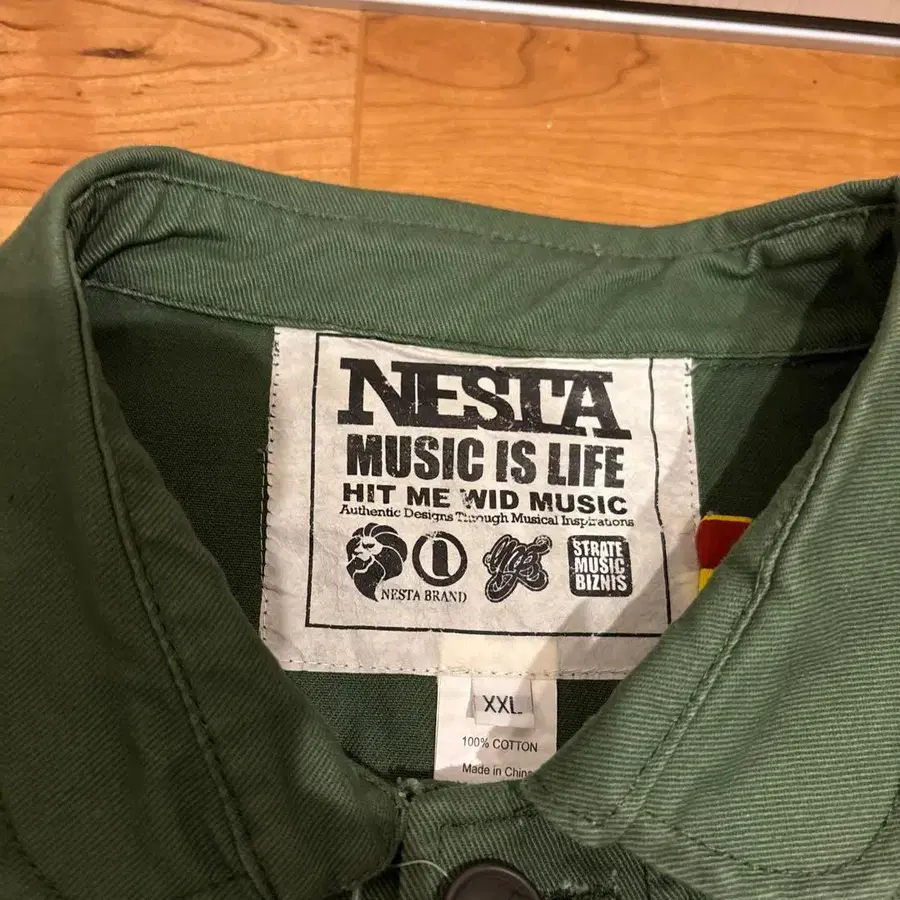 NESTA
MUSIC IS LIFE
HIT ME WID MUSIC
Authentic Designs Through Musical Inspirations
NESTA BRAND
STRATE
MUSIC
BIZNIS
XXL
100% COTTON
Made in China